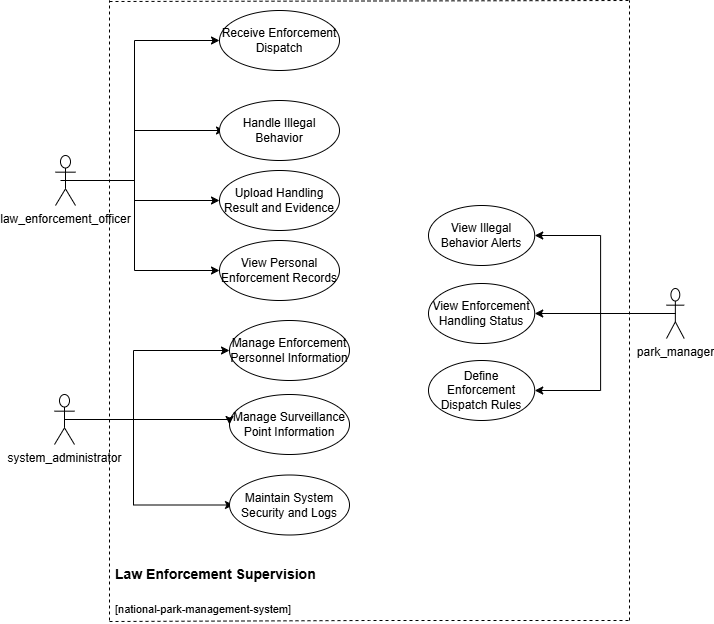 Receive Enforcement
Dispatch
Handle Illegal
Behavior
Upload Handling
Result and Evidence
law_enforcement_officer
View Personal
Enforcement Records
View Illegal
Behavior Alerts
View Enforcement
Handling Status
park_manager
Define
Enforcement
Dispatch Rules
Manage Enforcement
Personnel Information
Manage Surveillance
Point Information
system_administrator
Maintain System
Security and Logs
Law Enforcement Supervision
[national-park-management-system]